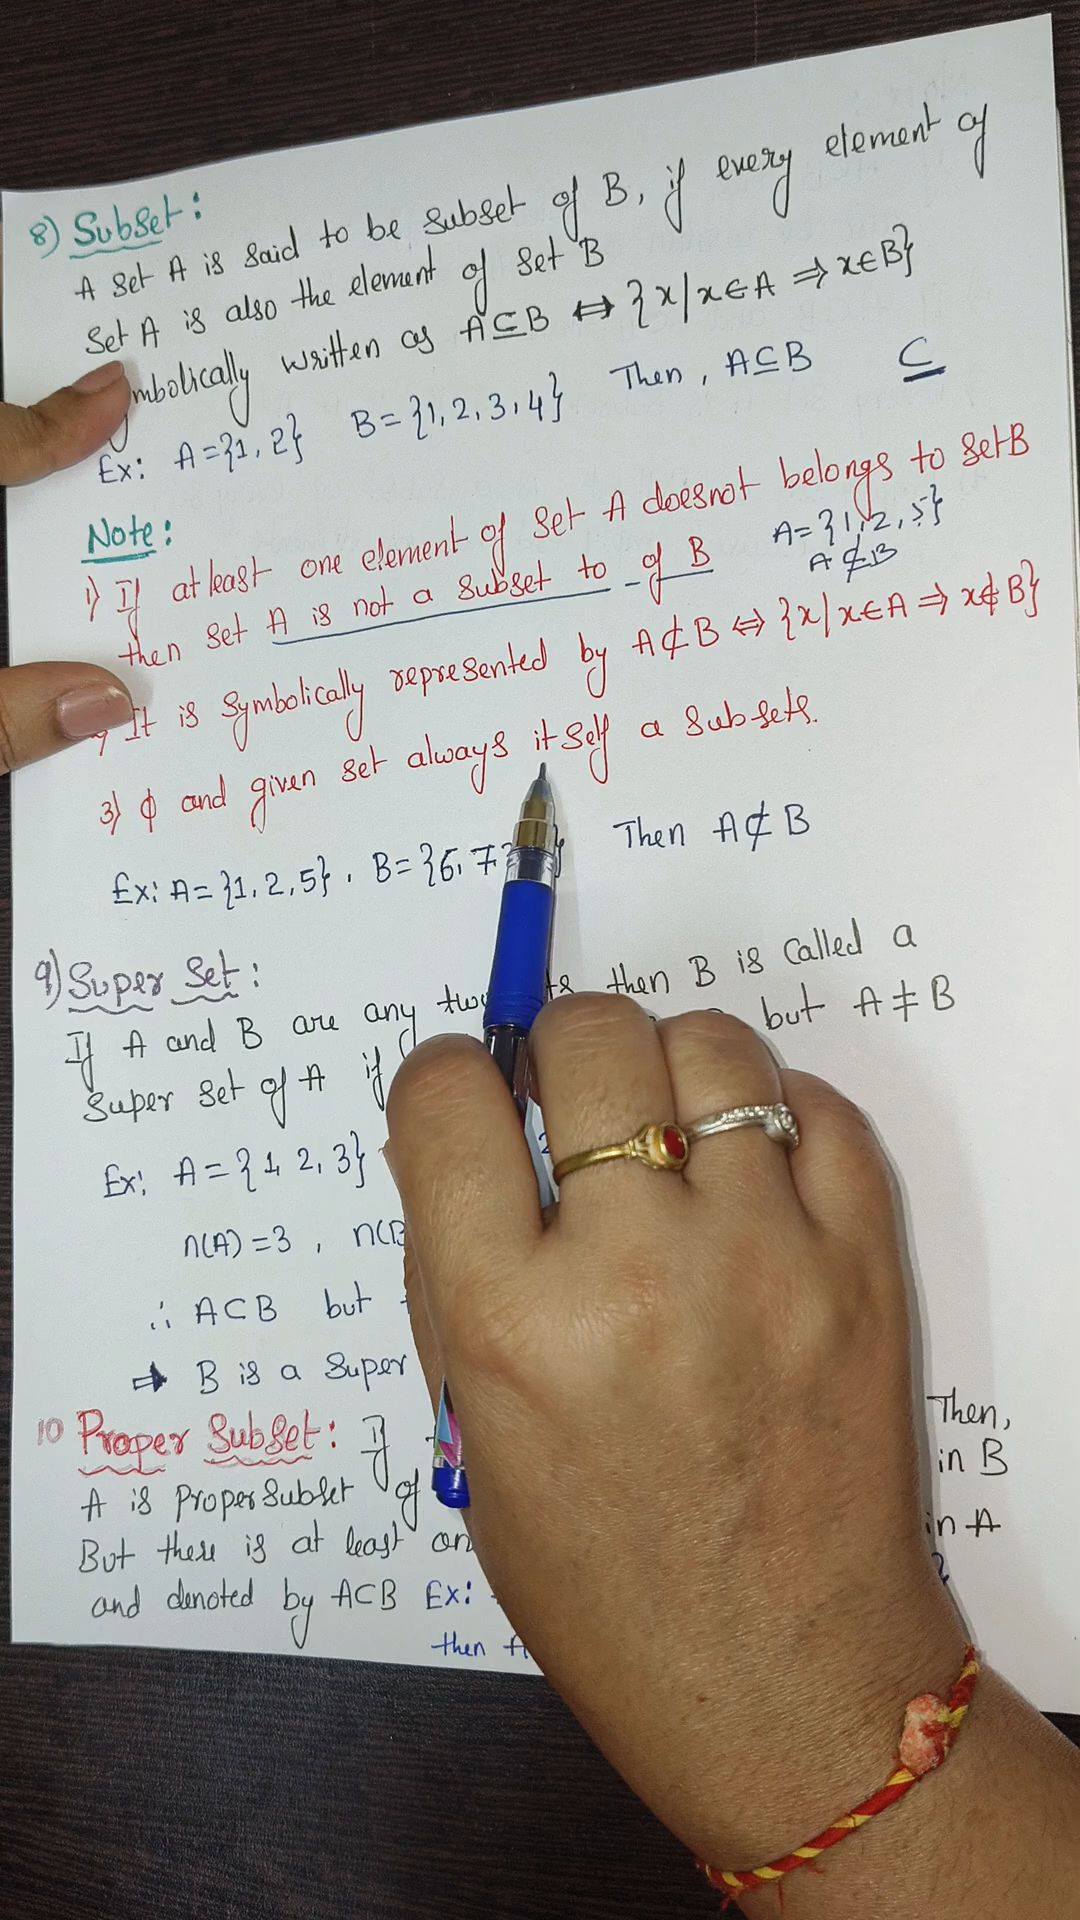 8) Subset:
A Set A is said to be subset of B, if every element of
Set A is also the element of set B
mbolically written as A⊆B ⇔ {x/x∈A ⇒ x∈B}
Ex: A={1,2} B={1,2,3,4} Then, A⊆B ⊆
Note:
1) If atleast one element of Set A doesnot belongs to SetB
A={1,2,5}
then set A is not a subset to - of B A⊄B
It is symbolically represented by A⊄B ⇔ {x/x∈A ⇒ x∉B}
3) ϕ and given set always itself a subsets.
Ex: A={1,2,5}, B={6,7 } Then A⊄B
9) Super Set:
If A and B are any then B is called a
Super Set of A if but A≠B
Ex: A={1, 2, 3}
n(A)=3, n(B
∴ A⊂B but
⇒ B is a Super
10 Proper Subset: If Then,
A is proper subset of in B
But there is at least in A
and denoted by A⊂B Ex:
then A